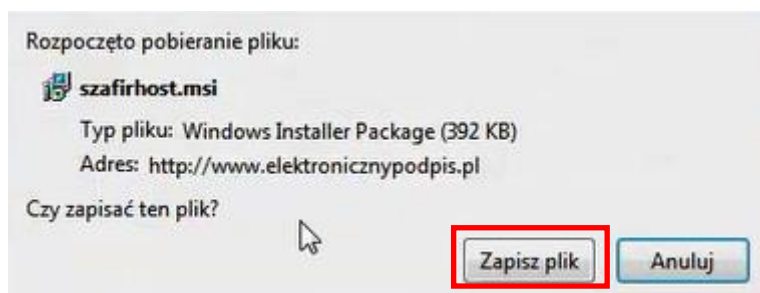 Rozpoczęto pobieranie pliku:
szafirhost.msi
Typ pliku: Windows Installer Package (392 KB)
Adres: http://www.elektronicznypodpis.pl
Czy zapisać ten plik?
Zapisz plik Anuluj